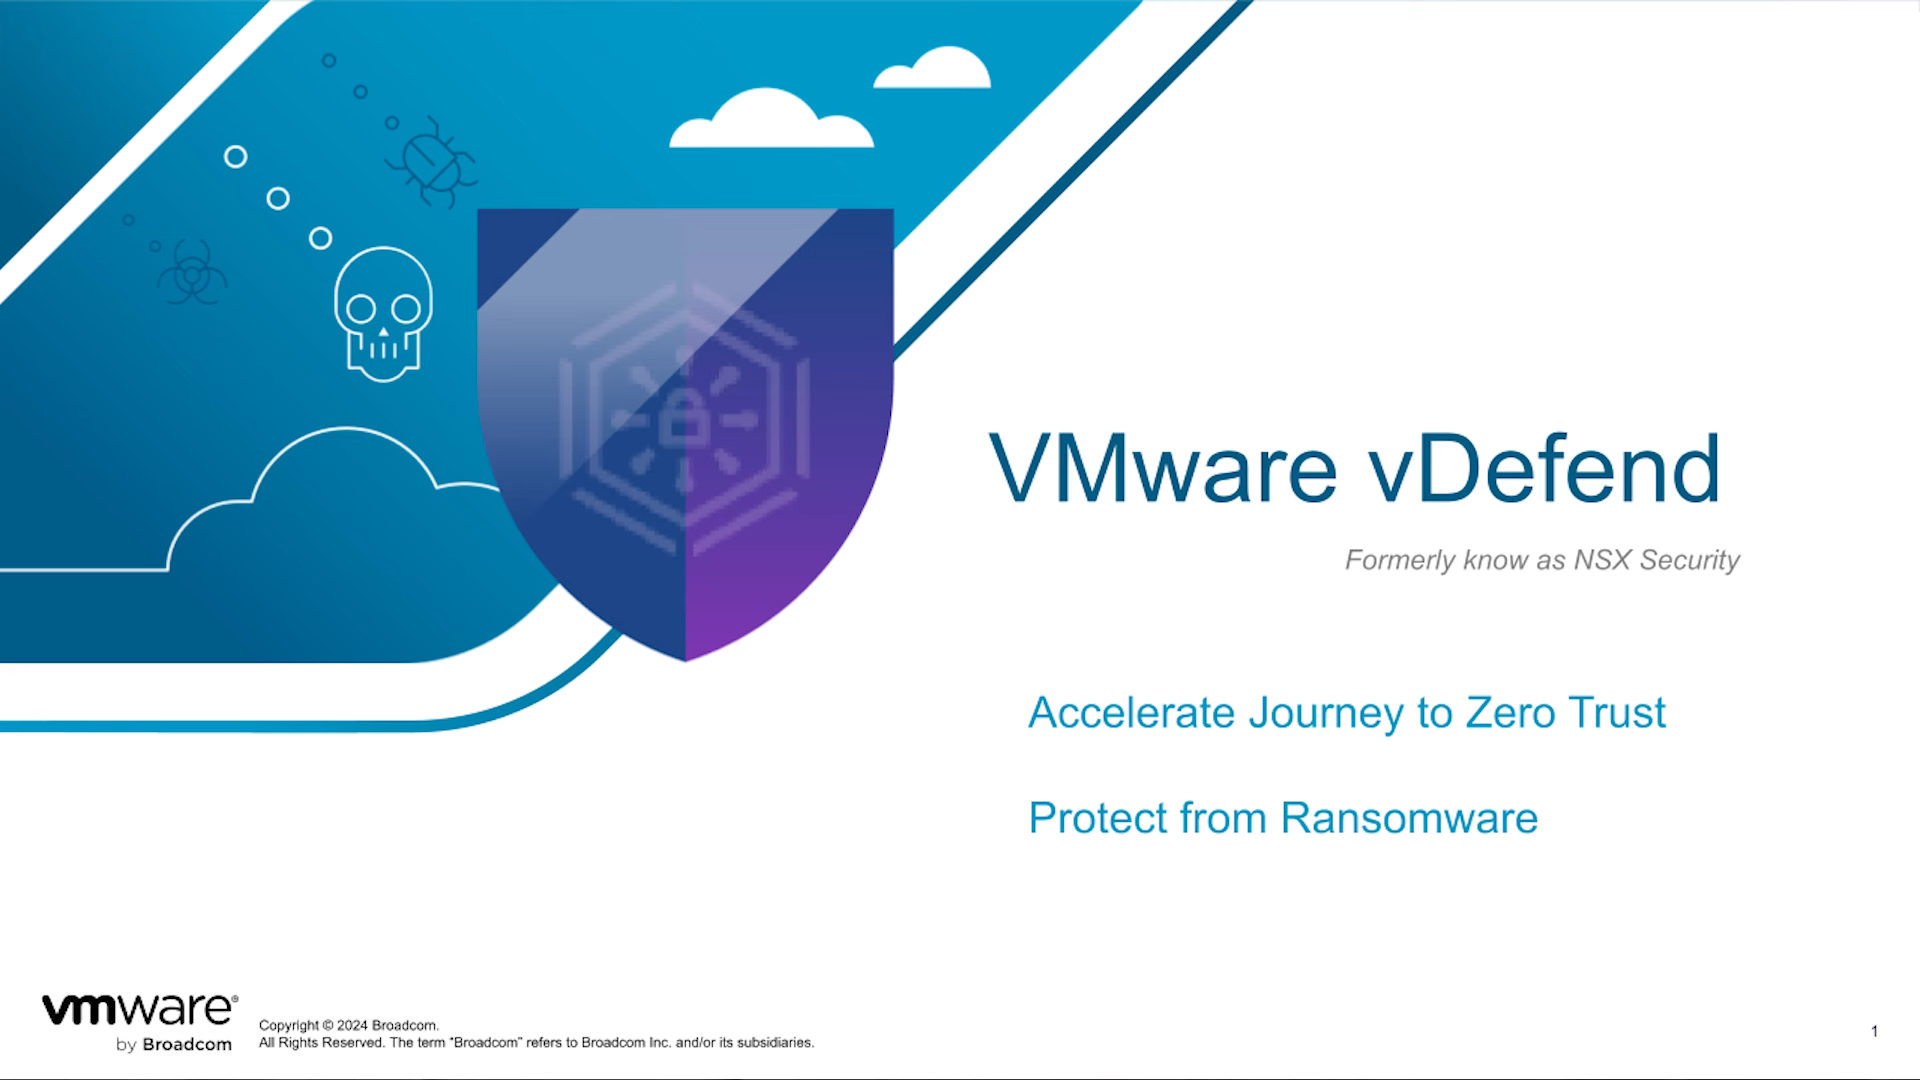 VMware vDefend
Formerly know as NSX Security
Accelerate Journey to Zero Trust
Protect from Ransomware
vmware®
by Broadcom
Copyright © 2024 Broadcom.
All Rights Reserved. The term “Broadcom” refers to Broadcom Inc. and/or its subsidiaries.
1